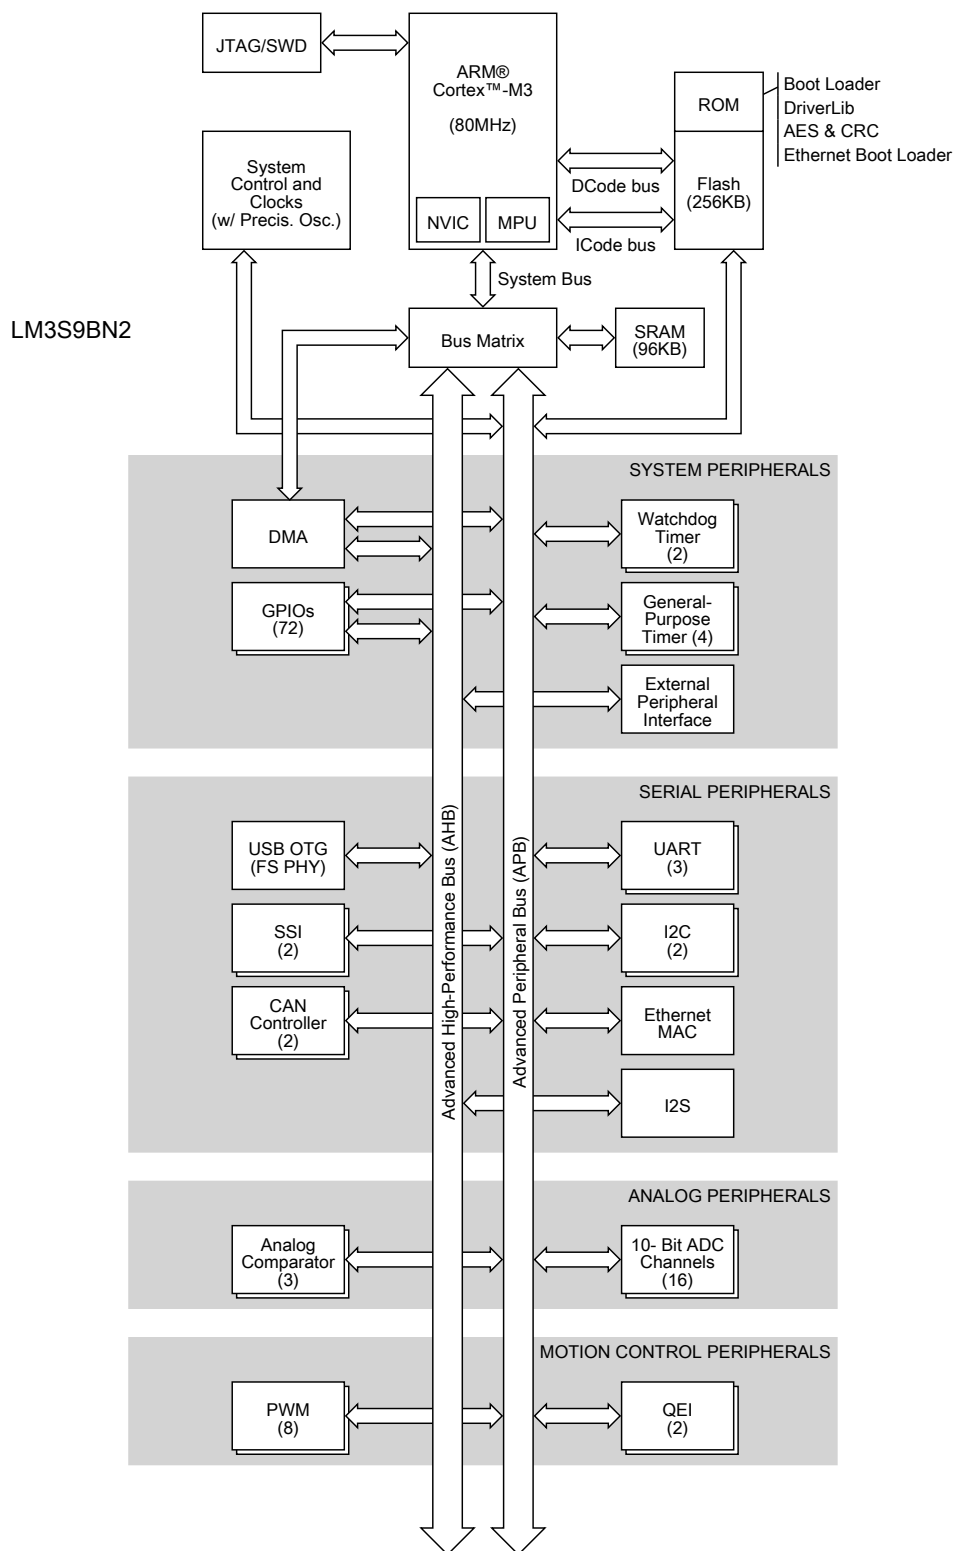 JTAG/SWD
ARM®
Cortex™-M3
(80MHz)
NVIC
MPU
ROM
Flash
(256KB)
Boot Loader
DriverLib
AES & CRC
Ethernet Boot Loader
DCode bus
ICode bus
System
Control and
Clocks
(w/ Precis. Osc.)
System Bus
LM3S9BN2
Bus Matrix
SRAM
(96KB)
SYSTEM PERIPHERALS
DMA
Watchdog
Timer
(2)
GPIOs
(72)
General-
Purpose
Timer (4)
External
Peripheral
Interface
Advanced High-Performance Bus (AHB)
Advanced Peripheral Bus (APB)
SERIAL PERIPHERALS
USB OTG
(FS PHY)
UART
(3)
SSI
(2)
I2C
(2)
CAN
Controller
(2)
Ethernet
MAC
I2S
ANALOG PERIPHERALS
Analog
Comparator
(3)
10- Bit ADC
Channels
(16)
MOTION CONTROL PERIPHERALS
PWM
(8)
QEI
(2)